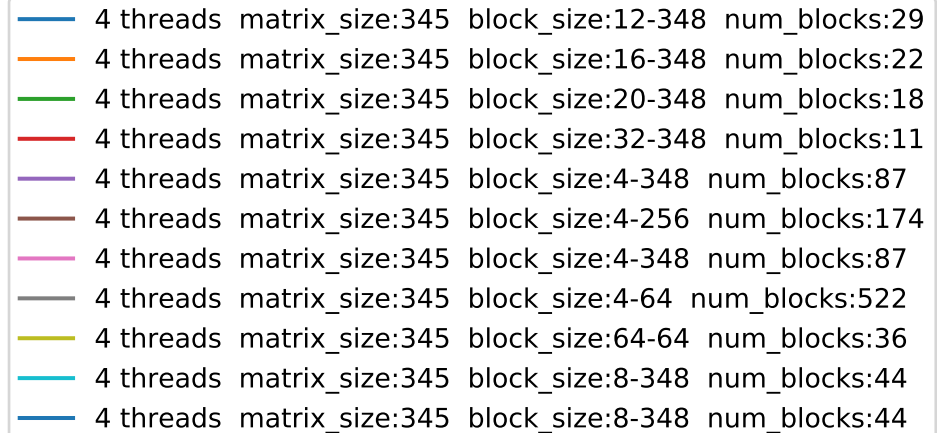 4 threads matrix_size:345 block_size:12-348 num_blocks:29
4 threads matrix_size:345 block_size:16-348 num_blocks:22
4 threads matrix_size:345 block_size:20-348 num_blocks:18
4 threads matrix_size:345 block_size:32-348 num_blocks:11
4 threads matrix_size:345 block_size:4-348 num_blocks:87
4 threads matrix_size:345 block_size:4-256 num_blocks:174
4 threads matrix_size:345 block_size:4-348 num_blocks:87
4 threads matrix_size:345 block_size:4-64 num_blocks:522
4 threads matrix_size:345 block_size:64-64 num_blocks:36
4 threads matrix_size:345 block_size:8-348 num_blocks:44
4 threads matrix_size:345 block_size:8-348 num_blocks:44